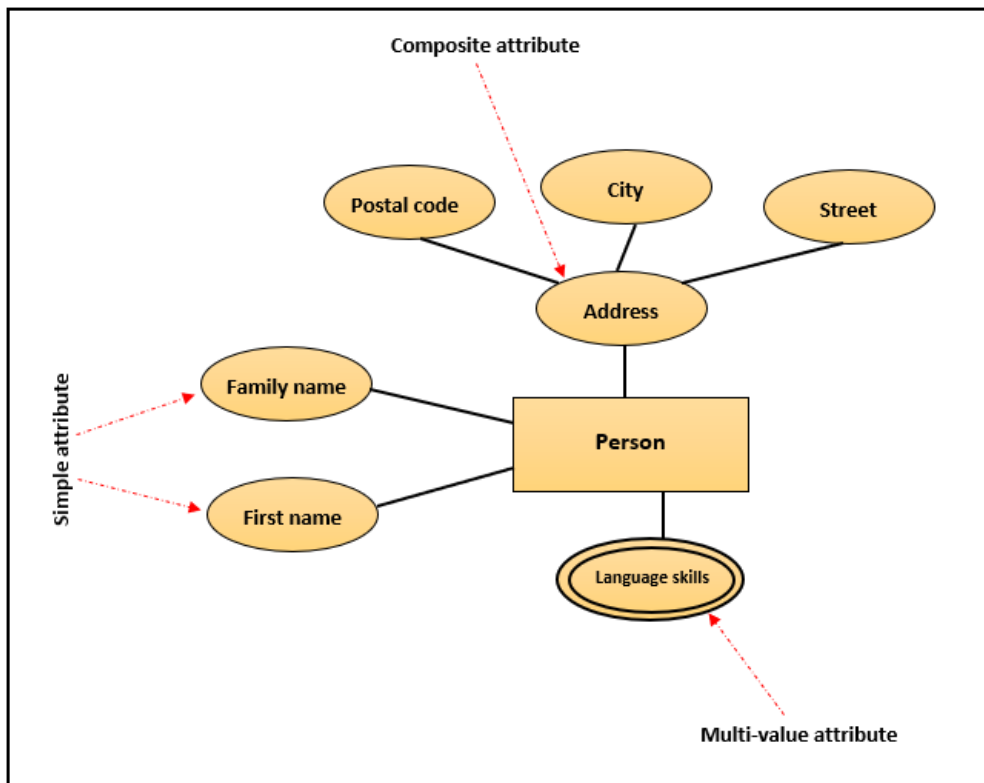 Composite attribute
City
Postal code
Street
Address
Family name
Simple attribute
Person
First name
Language skills
Multi-value attribute